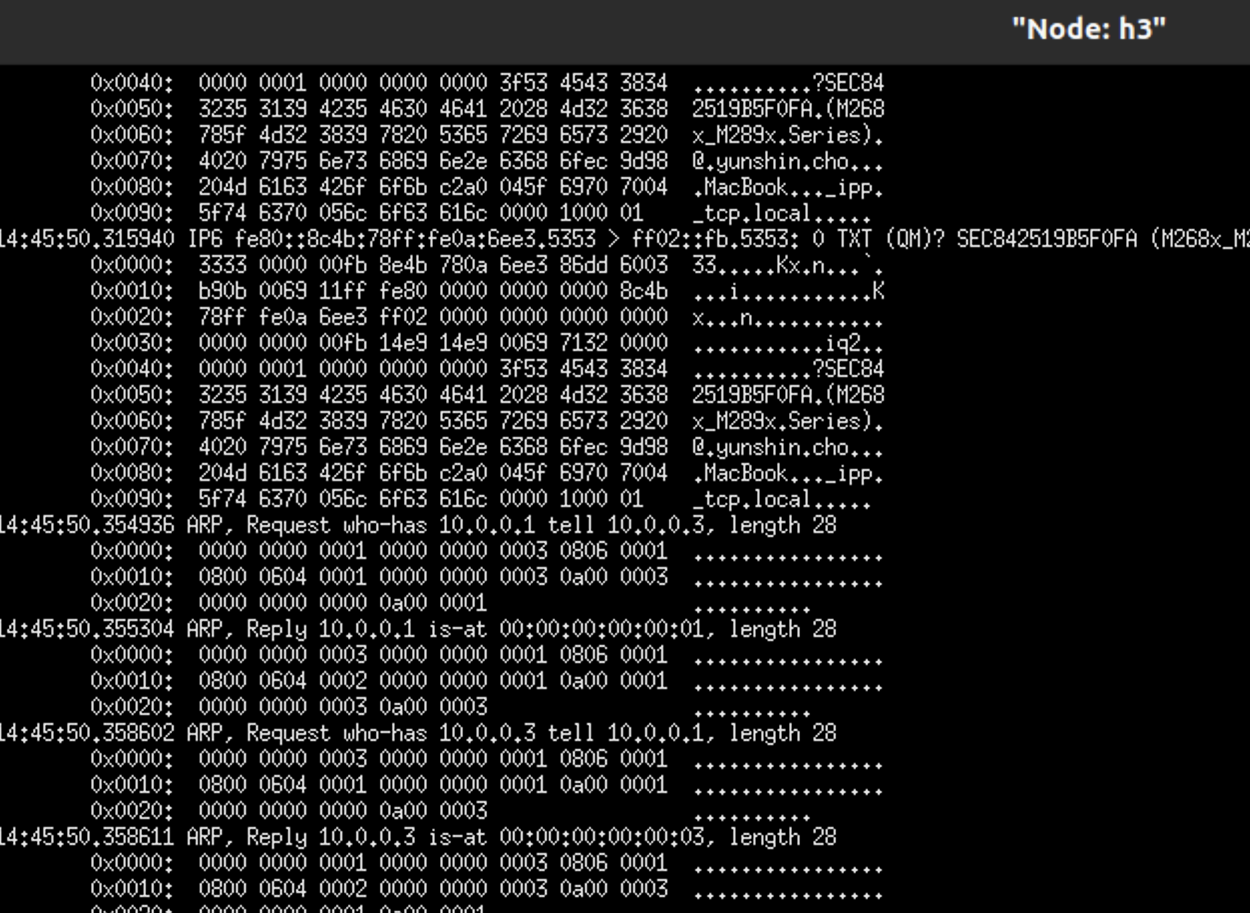 "Node: h3"
0x0040:  0000 0001 0000 0000 0000 3f53 4543 3834  ..........?SEC84
0x0050:  3235 3139 4235 4630 4641 2028 4d32 3638  2519B5F0FA.(M268
0x0060:  785f 4d32 3839 7820 5365 7269 6573 2920  x_M289x.Series).
0x0070:  4020 7975 6e73 6869 6e2e 6368 6fec 9d98  @.yunshin.cho...
0x0080:  204d 6163 426f 6f6b c2a0 045f 6970 7004  .MacBook..._ipp.
0x0090:  5f74 6370 056c 6f63 616c 0000 1000 01  _tcp.local.....
14:45:50.315940 IP6 fe80::8c4b:78ff:fe0a:6ee3.5353 > ff02::fb.5353: 0 TXT (QM)? SEC842519B5F0FA (M268x_M2
0x0000:  3333 0000 00fb 8e4b 780a 6ee3 86dd 6003  33.....Kx.n...`.
0x0010:  b90b 0069 11ff fe80 0000 0000 0000 8c4b  ...i...........K
0x0020:  78ff fe0a 6ee3 ff02 0000 0000 0000 0000  x...n...........
0x0030:  0000 0000 00fb 14e9 14e9 0069 7132 0000  ...........iq2..
0x0040:  0000 0001 0000 0000 0000 3f53 4543 3834  ..........?SEC84
0x0050:  3235 3139 4235 4630 4641 2028 4d32 3638  2519B5F0FA.(M268
0x0060:  785f 4d32 3839 7820 5365 7269 6573 2920  x_M289x.Series).
0x0070:  4020 7975 6e73 6869 6e2e 6368 6fec 9d98  @.yunshin.cho...
0x0080:  204d 6163 426f 6f6b c2a0 045f 6970 7004  .MacBook..._ipp.
0x0090:  5f74 6370 056c 6f63 616c 0000 1000 01  _tcp.local.....
14:45:50.354936 ARP, Request who-has 10.0.0.1 tell 10.0.0.3, length 28
0x0000:  0000 0000 0001 0000 0000 0003 0806 0001  ................
0x0010:  0800 0604 0001 0000 0000 0003 0a00 0003  ................
0x0020:  0000 0000 0000 0a00 0001  ..........
14:45:50.355304 ARP, Reply 10.0.0.1 is-at 00:00:00:00:00:01, length 28
0x0000:  0000 0000 0003 0000 0000 0001 0806 0001  ................
0x0010:  0800 0604 0002 0000 0000 0001 0a00 0001  ................
0x0020:  0000 0000 0003 0a00 0003  ..........
14:45:50.358602 ARP, Request who-has 10.0.0.3 tell 10.0.0.1, length 28
0x0000:  0000 0000 0003 0000 0000 0001 0806 0001  ................
0x0010:  0800 0604 0001 0000 0000 0001 0a00 0001  ................
0x0020:  0000 0000 0000 0a00 0003  ..........
14:45:50.358611 ARP, Reply 10.0.0.3 is-at 00:00:00:00:00:03, length 28
0x0000:  0000 0000 0001 0000 0000 0003 0806 0001  ................
0x0010:  0800 0604 0002 0000 0000 0003 0a00 0003  ................
0x0020:  0000 0000 0001 0a00 0001